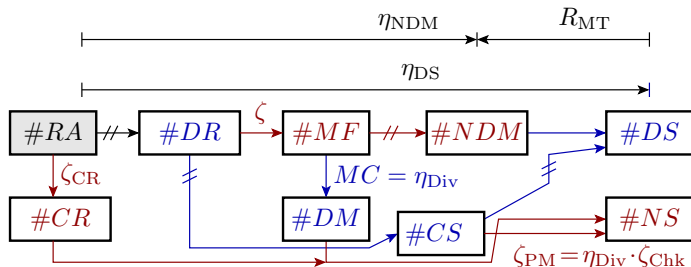 η_NDM R_MT
η_DS
#RA #DR ζ #MF #NDM #DS
ζ_CR MC = η_Div
#CR #DM #CS #NS
ζ_PM = η_Div · ζ_Chk